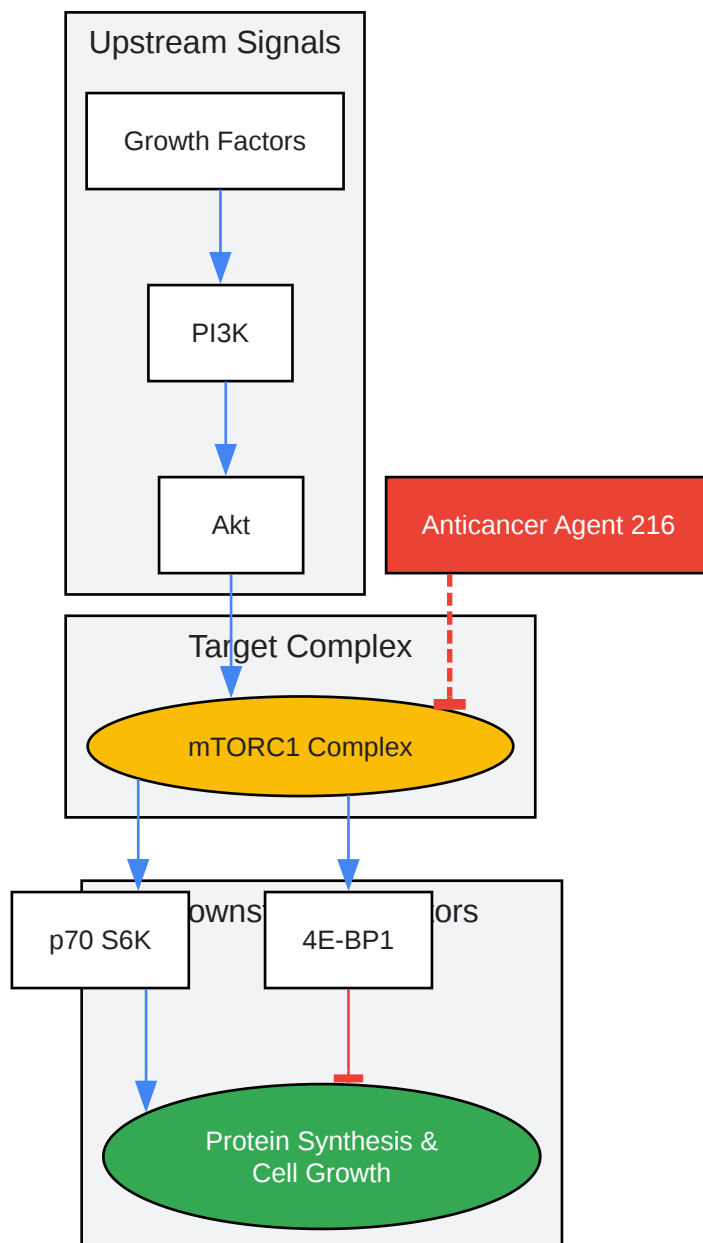 Upstream Signals
Growth Factors
PI3K
Akt
Anticancer Agent 216
Target Complex
mTORC1 Complex
p70 S6K
4E-BP1
Protein Synthesis &
Cell Growth